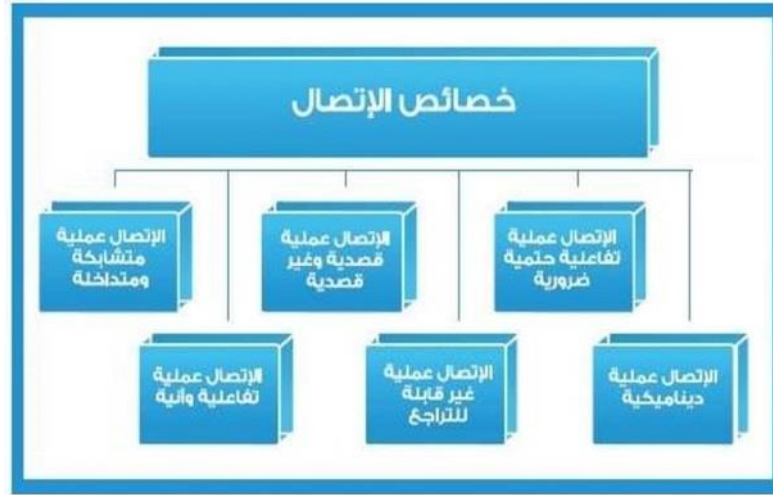 خصائص الإتصال
الإتصال عملية
تفاعلية حتمية
ضرورية
الإتصال عملية
قصدية وغير
قصدية
الإتصال عملية
متشابكة
ومتداخلة
الإتصال عملية
ديناميكية
الإتصال عملية
غير قابلة
للتراجع
الإتصال عملية
تفاعلية وآنية